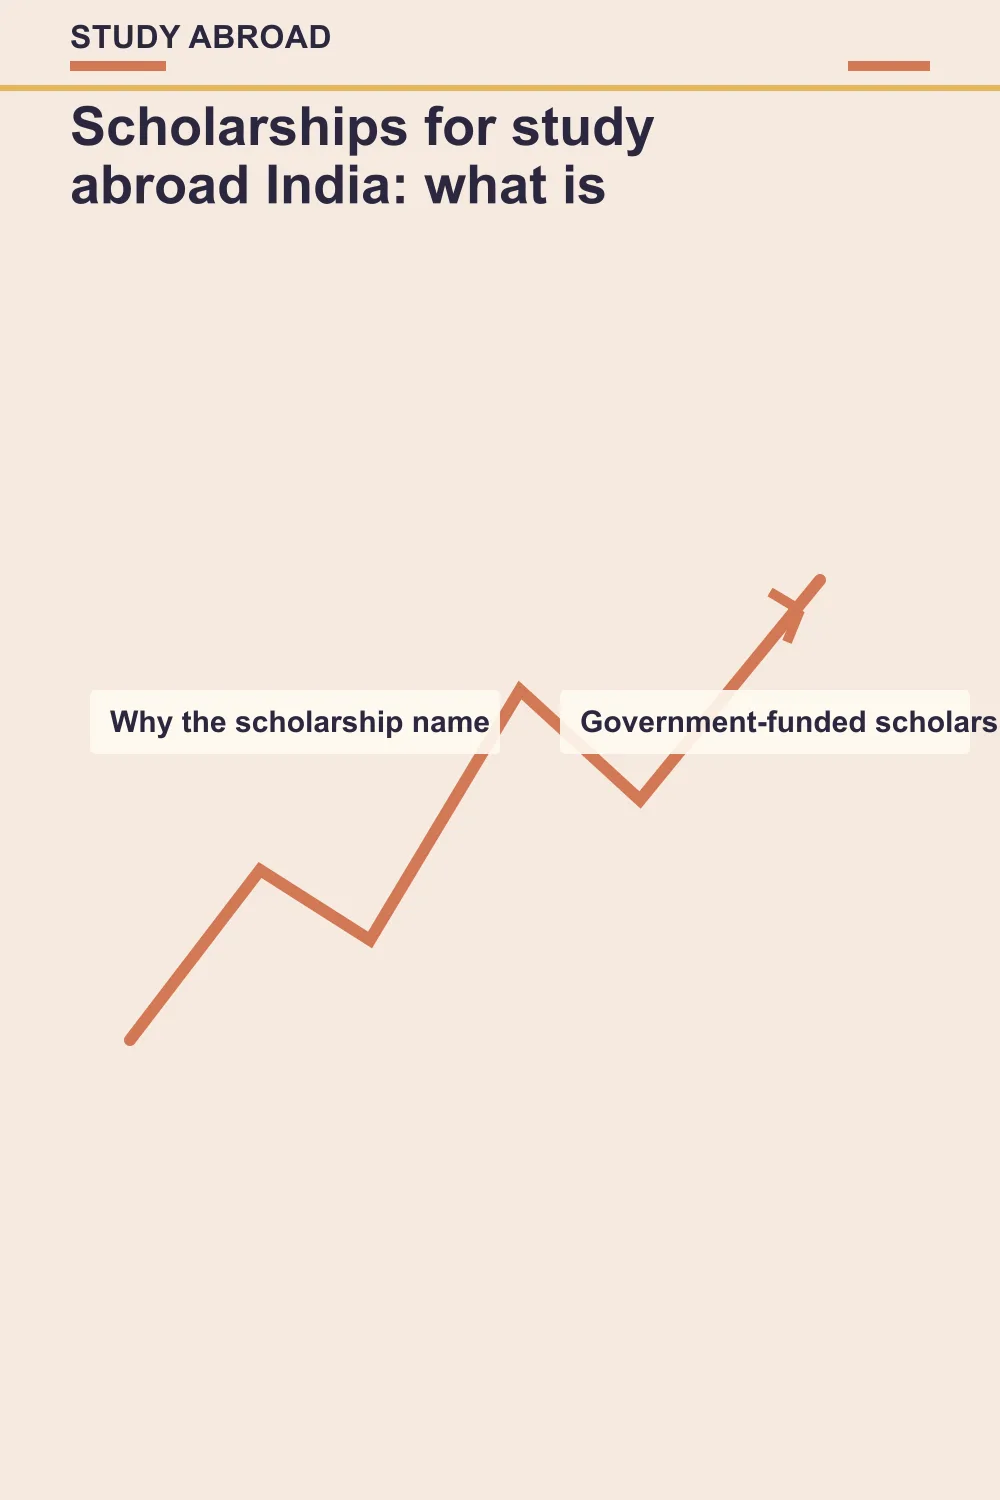 STUDY ABROAD
Scholarships for study
abroad India: what is
Why the scholarship name
Government-funded scholars